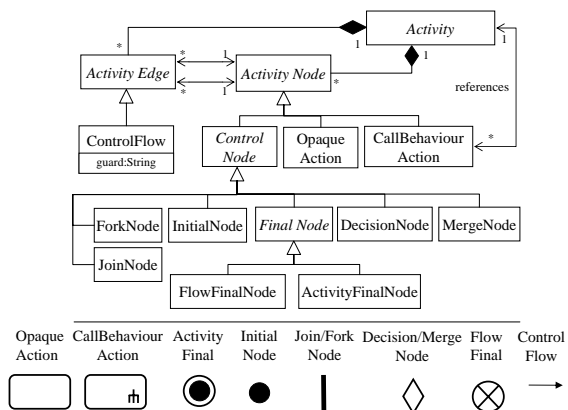 Activity
* 1 1 1
* 1
Activity Edge Activity Node
* 1 *
references
ControlFlow
guard:String
Control Node
Opaque Action
CallBehaviour Action
*
ForkNode InitialNode Final Node DecisionNode MergeNode
JoinNode
FlowFinalNode ActivityFinalNode
Opaque CallBehaviour Activity Initial Join/Fork Decision/Merge Flow Control
Action Action Final Node Node Node Final Flow